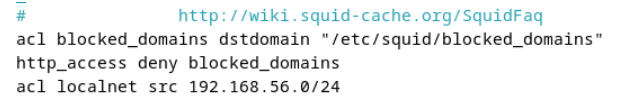 # http://wiki.squid-cache.org/SquidFaq
acl blocked_domains dstdomain "/etc/squid/blocked_domains"
http_access deny blocked_domains
acl localnet src 192.168.56.0/24